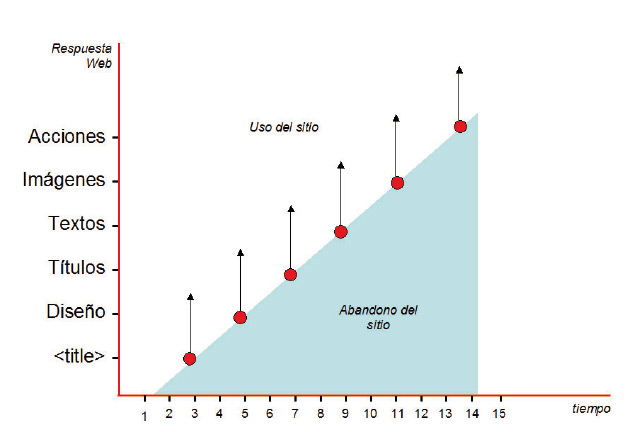 Respuesta
Web
Uso del sitio
Acciones
Imágenes
Textos
Títulos
Diseño
Abandono del
sitio
<title>
1 2 3 4 5 6 7 8 9 10 11 12 13 14 15
tiempo